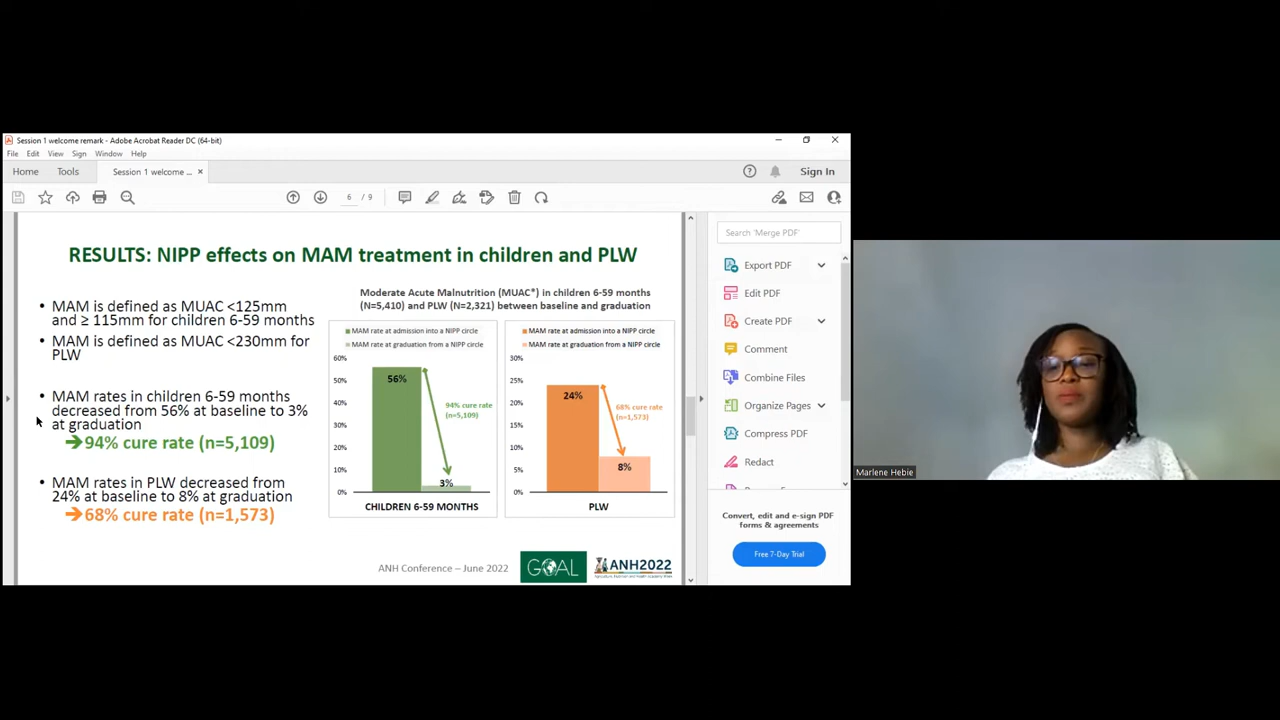 Session 1 welcome remark - Adobe Acrobat Reader DC (64-bit)
File Edit View Sign Window Help
Home Tools Session 1 welcome ... × Sign In
6 / 9
RESULTS: NIPP effects on MAM treatment in children and PLW
• MAM is defined as MUAC <125mm
and ≥ 115mm for children 6-59 months
• MAM is defined as MUAC <230mm for
PLW
• MAM rates in children 6-59 months
decreased from 56% at baseline to 3%
at graduation
➔94% cure rate (n=5,109)
• MAM rates in PLW decreased from
24% at baseline to 8% at graduation
➔68% cure rate (n=1,573)
Moderate Acute Malnutrition (MUAC*) in children 6-59 months
(N=5,410) and PLW (N=2,321) between baseline and graduation
MAM rate at admission into a NIPP circle
MAM rate at graduation from a NIPP circle
60%
50%
40%
30%
20%
10%
0%
56%
94% cure rate
(n=5,109)
3%
CHILDREN 6-59 MONTHS
MAM rate at admission into a NIPP circle
MAM rate at graduation from a NIPP circle
30%
25%
20%
15%
10%
5%
0%
24%
68% cure rate
(n=1,573)
8%
PLW
ANH Conference – June 2022
GOAL
ANH2022
Search 'Merge PDF'
Export PDF
Edit PDF
Create PDF
Comment
Combine Files
Organize Pages
Compress PDF
Redact
Convert, edit and e-sign PDF
forms & agreements
Free 7-Day Trial
Marlene Hebie